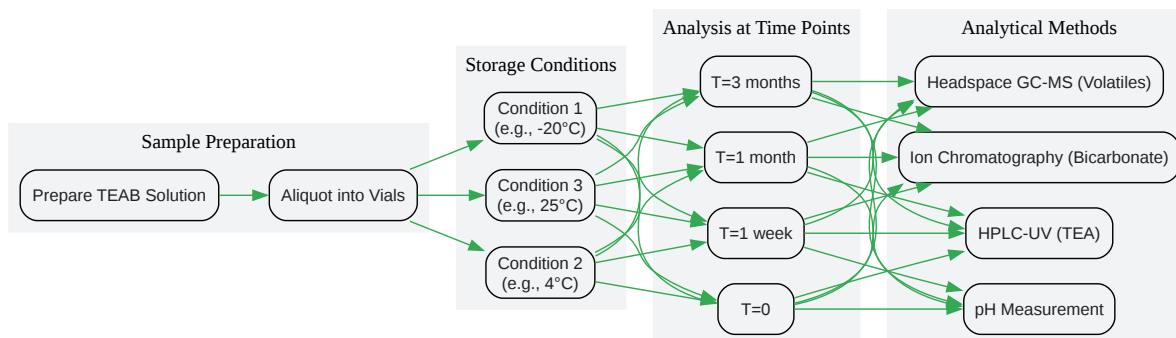 Sample Preparation
Prepare TEAB Solution
Aliquot into Vials
Storage Conditions
Condition 1
(e.g., -20°C)
Condition 3
(e.g., 25°C)
Condition 2
(e.g., 4°C)
Analysis at Time Points
T=3 months
T=1 month
T=1 week
T=0
Analytical Methods
Headspace GC-MS (Volatiles)
Ion Chromatography (Bicarbonate)
HPLC-UV (TEA)
pH Measurement